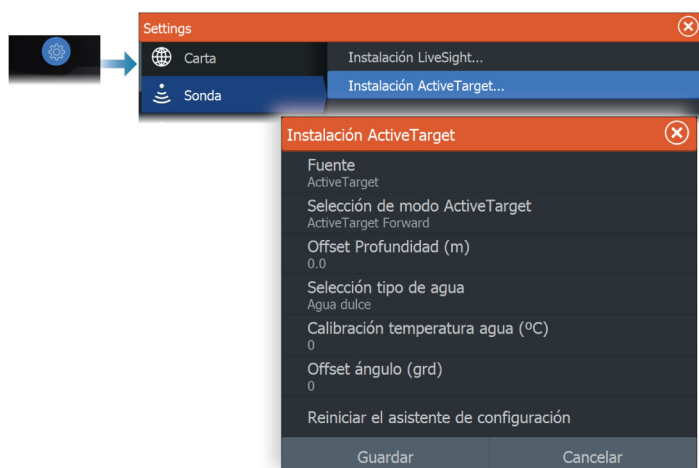 Settings
Carta
Instalación LiveSight...
Sonda
Instalación ActiveTarget...
Instalación ActiveTarget
Fuente
ActiveTarget
Selección de modo ActiveTarget
ActiveTarget Forward
Offset Profundidad (m)
0.0
Selección tipo de agua
Agua dulce
Calibración temperatura agua (ºC)
0
Offset ángulo (grd)
0
Reiniciar el asistente de configuración
Guardar
Cancelar